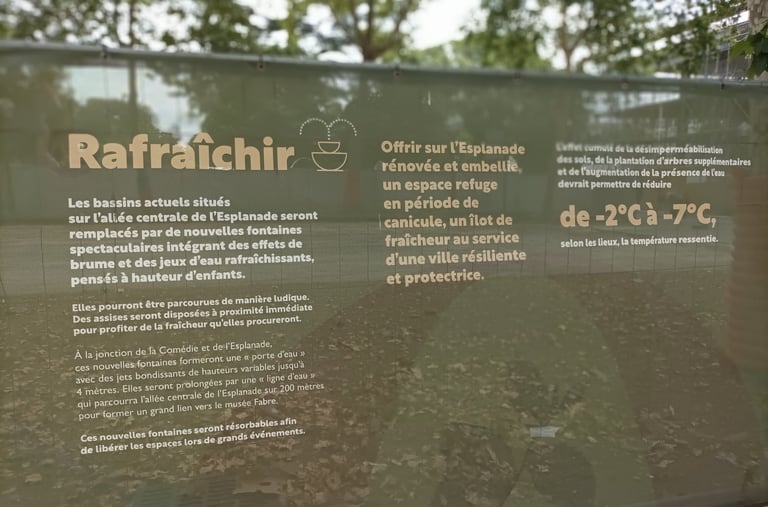 Rafraîchir
Les bassins actuels situés
sur l'allée centrale de l'Esplanade seront
remplacés par de nouvelles fontaines
spectaculaires intégrant des effets de
brume et des jeux d'eau rafraîchissants,
pensés à hauteur d'enfants.
Elles pourront être parcourues de manière ludique.
Des assises seront disposées à proximité immédiate
pour profiter de la fraîcheur qu'elles procureront.
À la jonction de la Comédie et de l'Esplanade,
ces nouvelles fontaines formeront une « porte d'eau »
avec des jets bondissants de hauteurs variables jusqu'à
4 mètres. Elles seront prolongées par une « ligne d'eau »
qui parcourra l'allée centrale de l'Esplanade sur 200 mètres
pour former un grand lien vers le musée Fabre.
Ces nouvelles fontaines seront résorbables afin
de libérer les espaces lors de grands événements.
Offrir sur l'Esplanade
rénovée et embellie,
un espace refuge
en période de
canicule, un îlot de
fraîcheur au service
d'une ville résiliente
et protectrice.
L'effet cumulé de la désimperméabilisation
des sols, de la plantation d'arbres supplémentaires
et de l'augmentation de la présence de l'eau
devrait permettre de réduire
de -2°C à -7°C,
selon les lieux, la température ressentie.